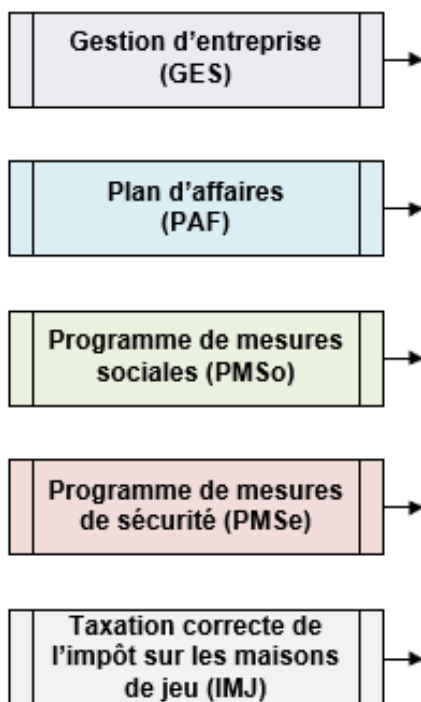 Gestion d'entreprise
(GES)
Plan d'affaires
(PAF)
Programme de mesures
sociales (PMSo)
Programme de mesures
de sécurité (PMSe)
Taxation correcte de
l'impôt sur les maisons
de jeu (IMJ)